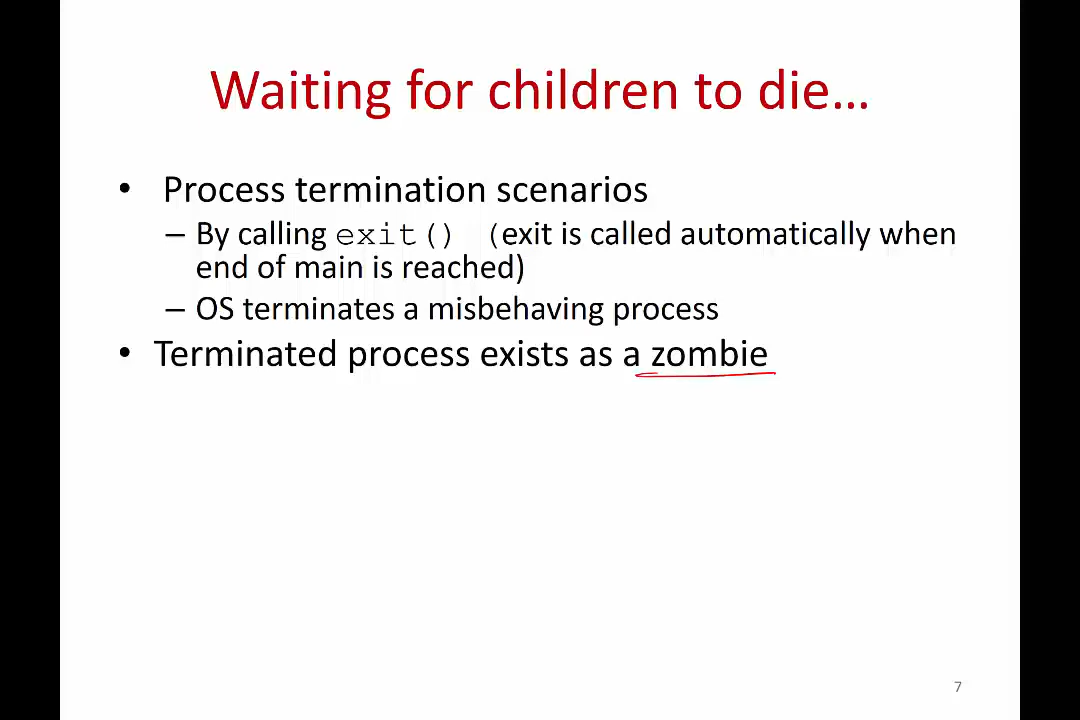 Waiting for children to die…
• Process termination scenarios
– By calling exit() (exit is called automatically when
end of main is reached)
– OS terminates a misbehaving process
• Terminated process exists as a zombie
7